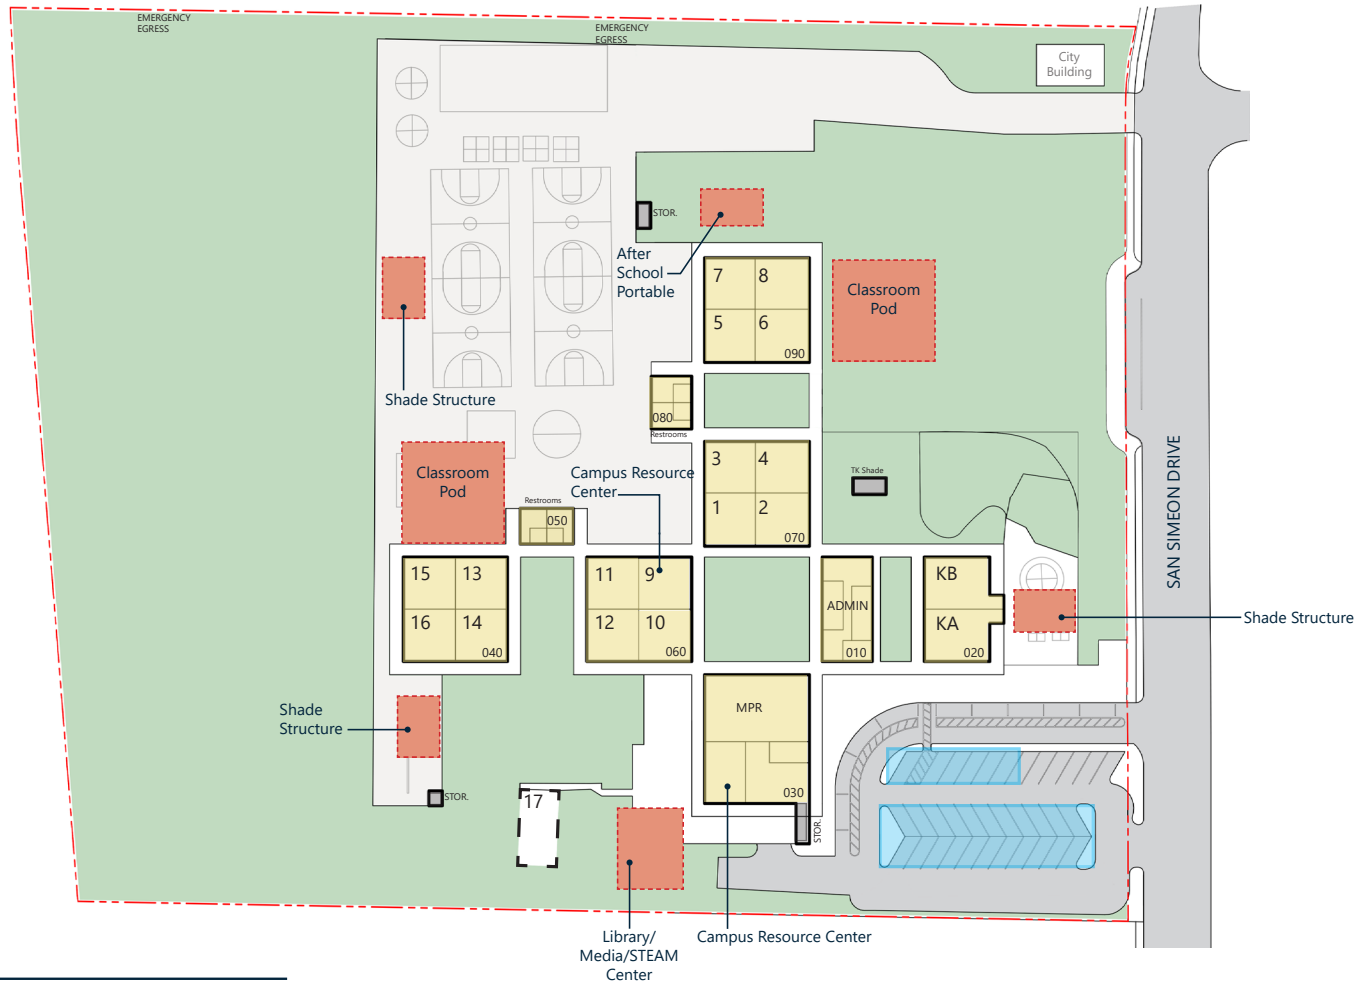 EMERGENCY
EGRESS
EMERGENCY
EGRESS
City
Building
STOR.
After
School
Portable
7
8
5
6
090
Classroom
Pod
Shade Structure
080
Restrooms
3
4
1
2
070
TK Shade
SAN SIMEON DRIVE
Classroom
Pod
Campus Resource
Center
Restrooms
050
15
13
16
14
040
11
9
12
10
060
ADMIN
010
KB
KA
020
Shade Structure
Shade
Structure
MPR
030
STOR.
STOR.
17
Library/
Media/STEAM
Center
Campus Resource Center